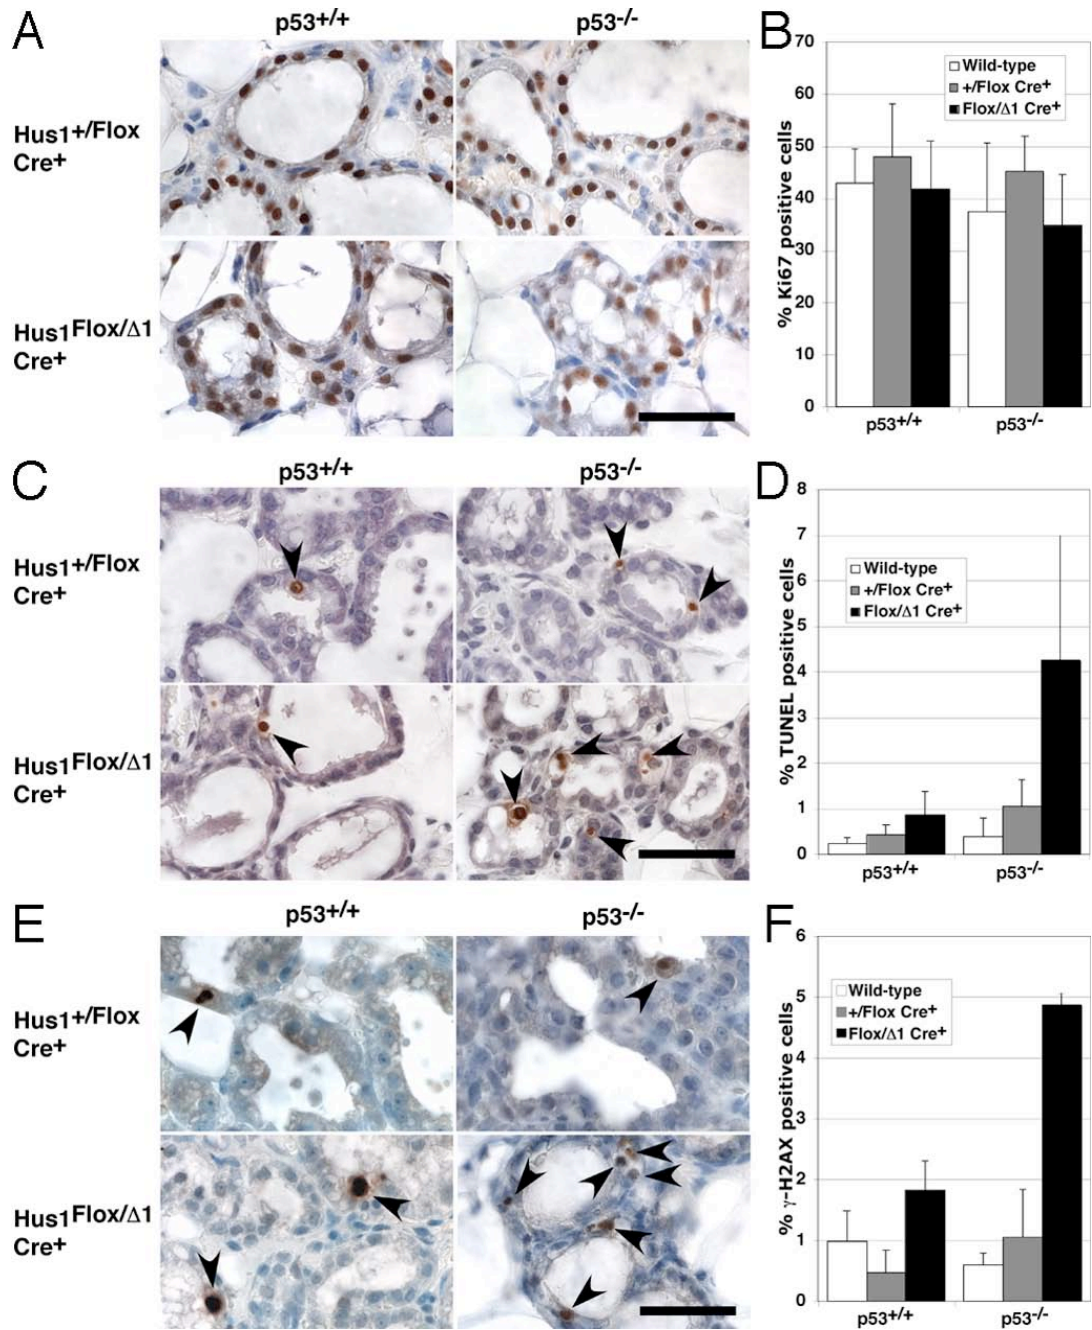 A
p53+/+
p53-/-
Hus1+/Flox
Cre+
Hus1Flox/Δ1
Cre+
B
70
60
50
40
30
20
10
0
% Ki67 positive cells
Wild-type
+/Flox Cre+
Flox/Δ1 Cre+
p53+/+
p53-/-
C
p53+/+
p53-/-
Hus1+/Flox
Cre+
Hus1Flox/Δ1
Cre+
D
8
7
6
5
4
3
2
1
0
% TUNEL positive cells
Wild-type
+/Flox Cre+
Flox/Δ1 Cre+
p53+/+
p53-/-
E
p53+/+
p53-/-
Hus1+/Flox
Cre+
Hus1Flox/Δ1
Cre+
F
6
5
4
3
2
1
0
% γ-H2AX positive cells
Wild-type
+/Flox Cre+
Flox/Δ1 Cre+
p53+/+
p53-/-